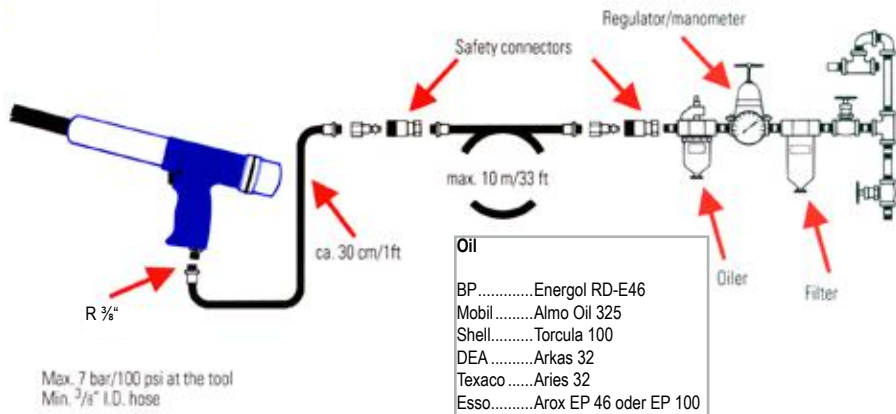 Regulator/manometer
Safety connectors
max. 10 m/33 ft
ca. 30 cm/1ft
R ⅜“
Oiler
Filter
Oil
BP.............Energol RD-E46
Mobil .........Almo Oil 325
Shell..........Torcula 100
DEA ..........Arkas 32
Texaco ......Aries 32
Esso..........Arox EP 46 oder EP 100
Max. 7 bar/100 psi at the tool
Min. 3/8" I.D. hose